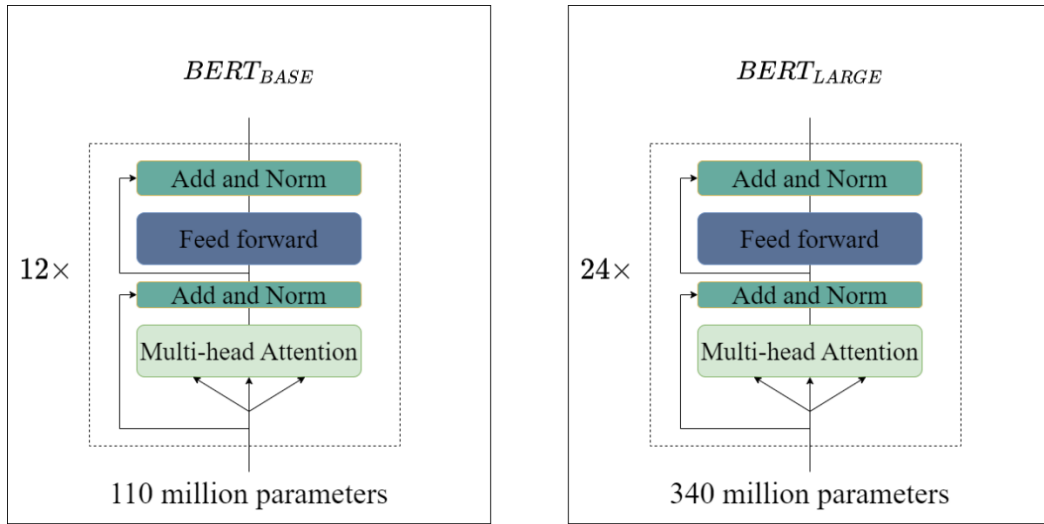 BERT_BASE
Add and Norm
Feed forward
12×
Add and Norm
Multi-head Attention
110 million parameters
BERT_LARGE
Add and Norm
Feed forward
24×
Add and Norm
Multi-head Attention
340 million parameters